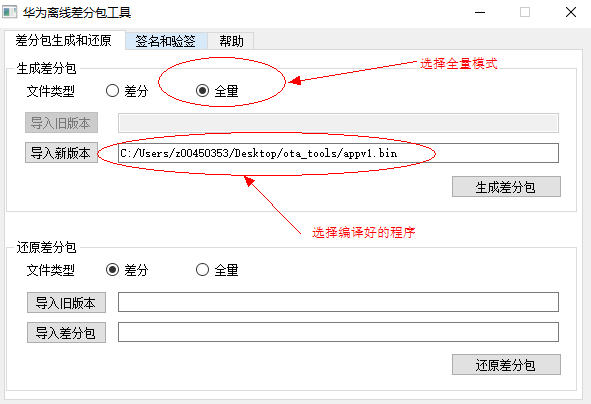 华为离线差分包工具
差分包生成和还原 签名和验签 帮助
选择全量模式
生成差分包
文件类型 差分 全量
导入旧版本
导入新版本 C:/Users/z00450353/Desktop/ota_tools/appv1.bin
生成差分包
选择编译好的程序
还原差分包
文件类型 差分 全量
导入旧版本
导入差分包
还原差分包